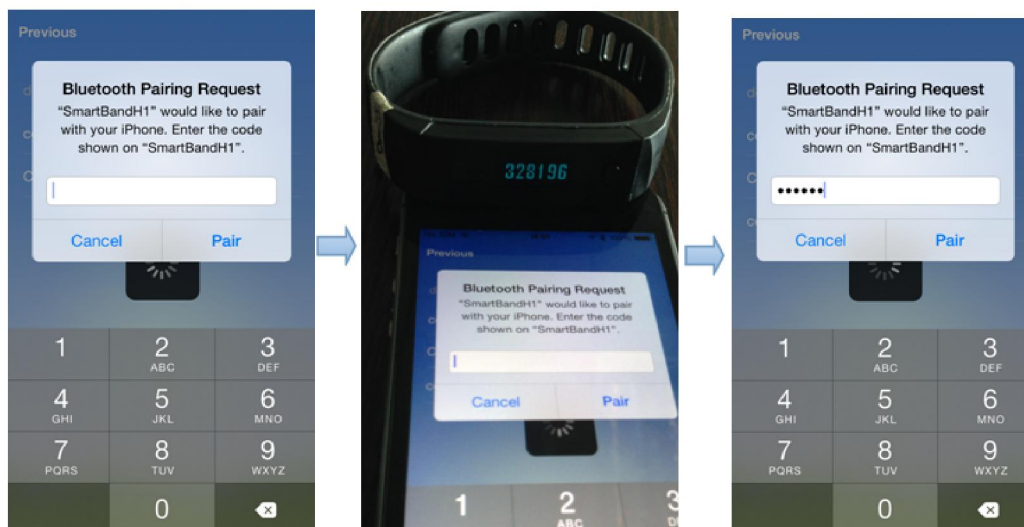 Previous
Bluetooth Pairing Request
“SmartBandH1” would like to pair
with your iPhone. Enter the code
shown on “SmartBandH1”.
Cancel Pair
1 2 3
ABC DEF
4 5 6
GHI JKL MNO
7 8 9
PQRS TUV WXYZ
0
328196
Previous
Bluetooth Pairing Request
“SmartBandH1” would like to pair
with your iPhone. Enter the code
shown on “SmartBandH1”.
Cancel Pair
1 2 3
ABC
Previous
Bluetooth Pairing Request
“SmartBandH1” would like to pair
with your iPhone. Enter the code
shown on “SmartBandH1”.
••••••
Cancel Pair
1 2 3
ABC DEF
4 5 6
GHI JKL MNO
7 8 9
PQRS TUV WXYZ
0